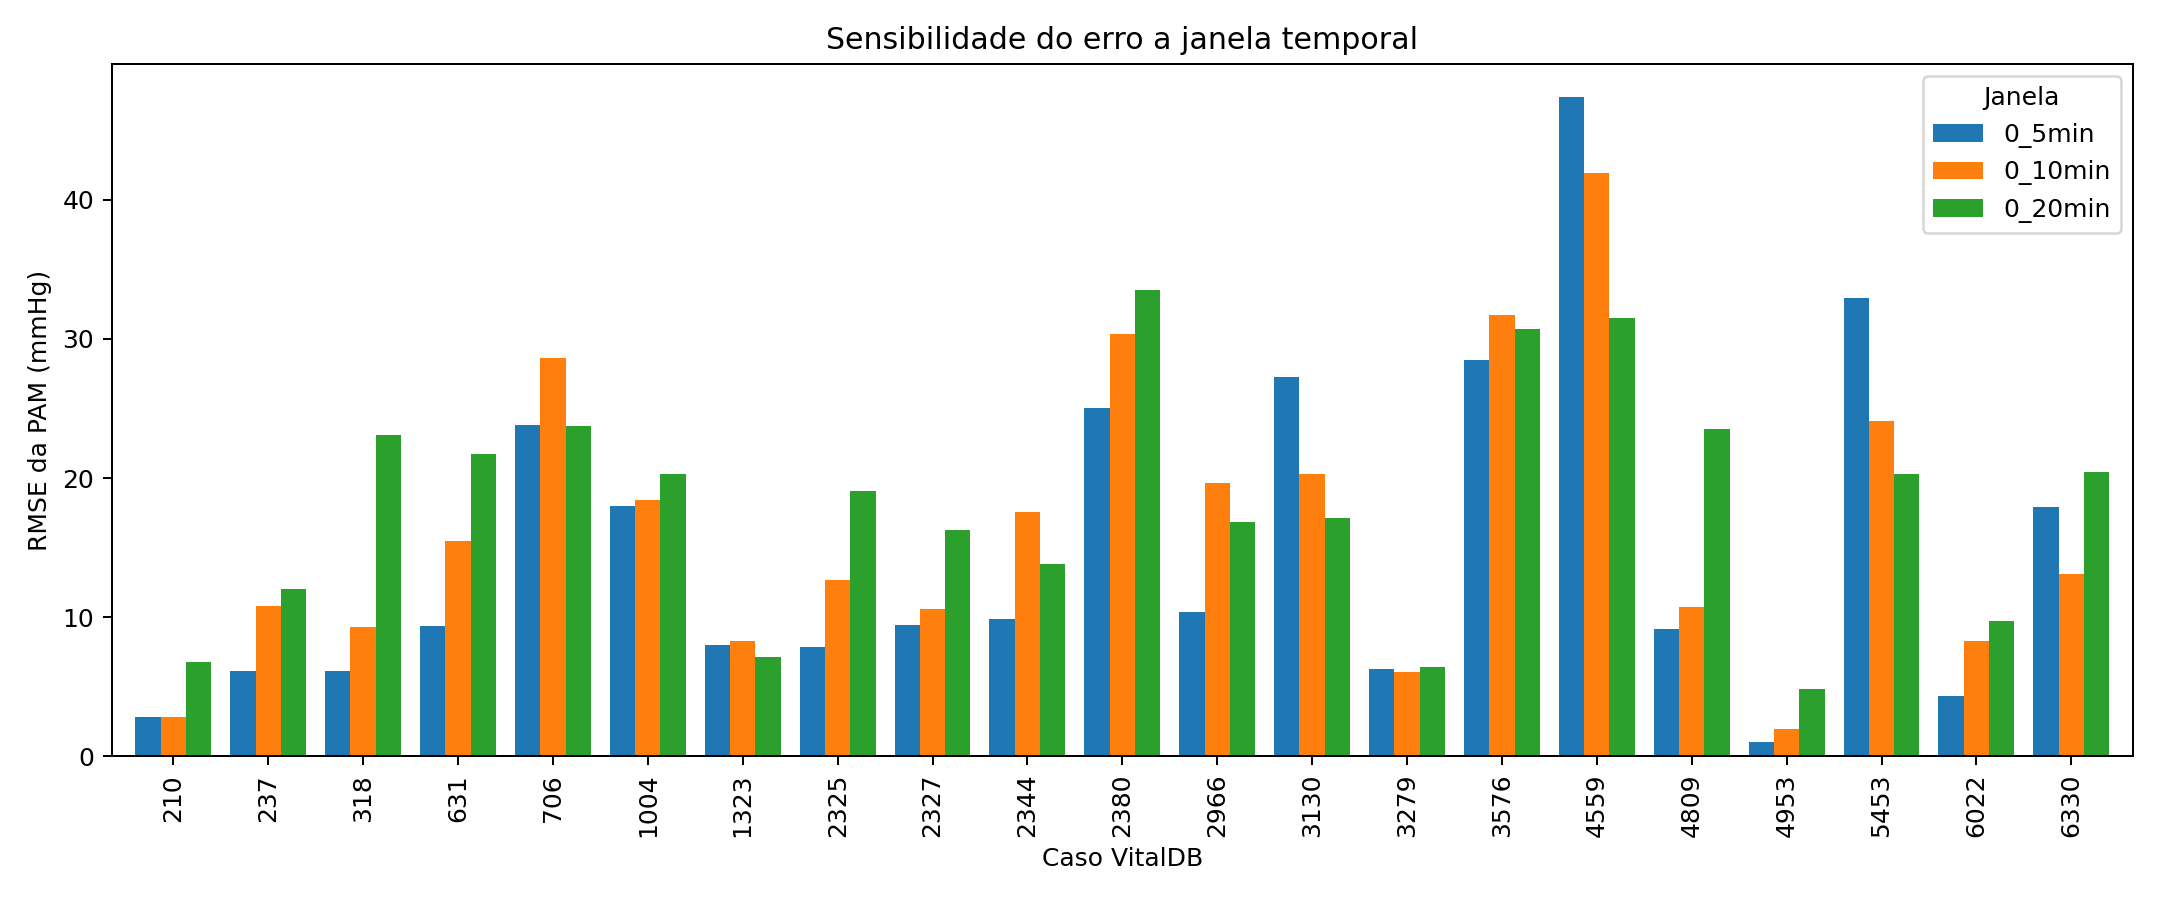 Sensibilidade do erro a janela temporal
Janela
0_5min
0_10min
0_20min
RMSE da PAM (mmHg)
40
30
20
10
0
210 237 318 631 706 1004 1323 2325 2327 2344 2380 2966 3130 3279 3576 4559 4809 4953 5453 6022 6330
Caso VitalDB